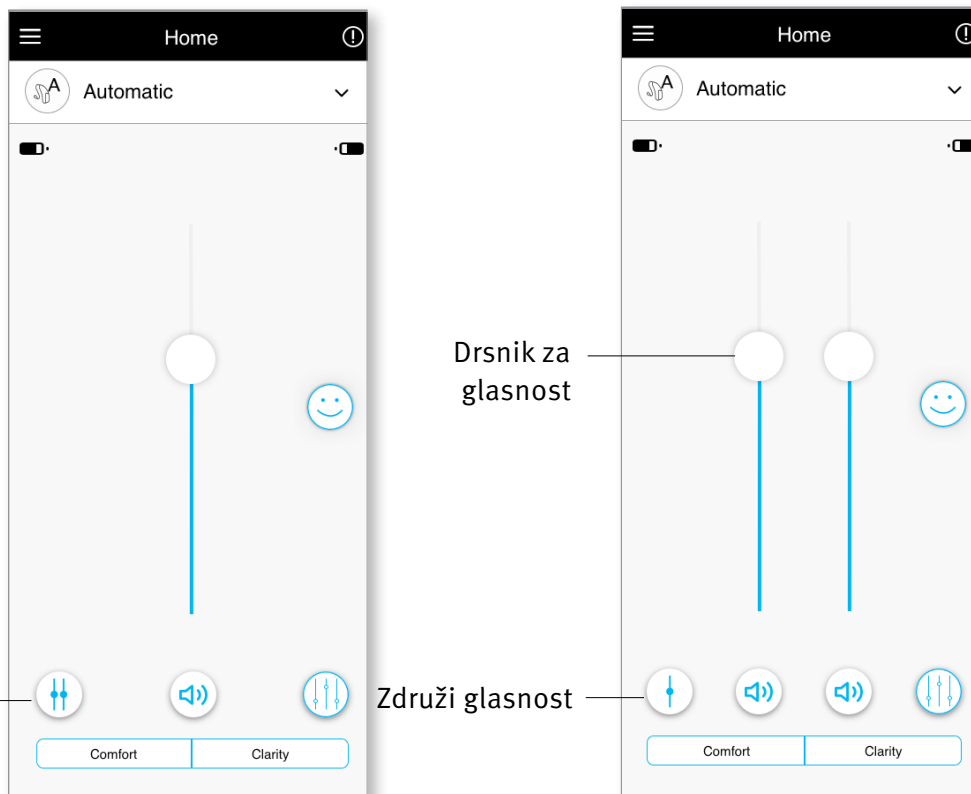 Home
A
Automatic
Comfort
Clarity
Drsnik za
glasnost
Združi glasnost
Home
A
Automatic
Comfort
Clarity